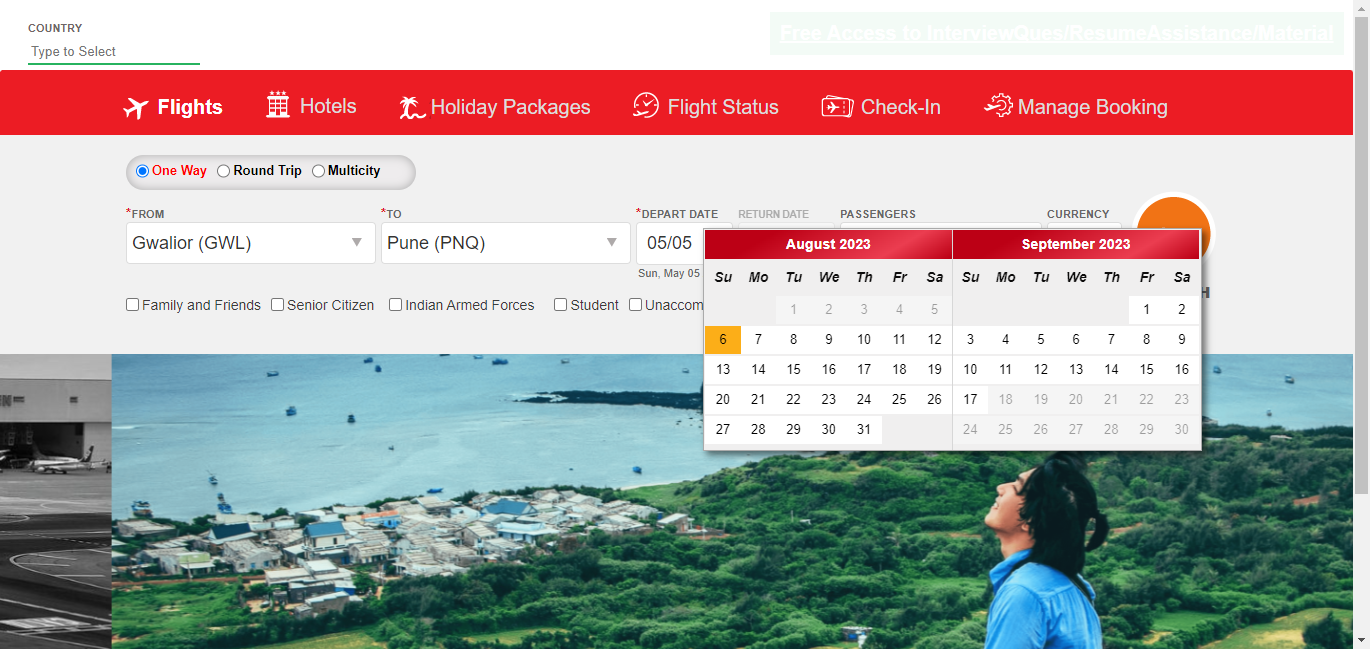 COUNTRY
Type to Select
Free Access to InterviewQues/ResumeAssistance/Material
Flights
Hotels
Holiday Packages
Flight Status
Check-In
Manage Booking
One Way
Round Trip
Multicity
*FROM
*TO
*DEPART DATE
RETURN DATE
PASSENGERS
CURRENCY
Gwalior (GWL)
Pune (PNQ)
05/05
Sun, May 05
Family and Friends
Senior Citizen
Indian Armed Forces
Student
Unaccom
August 2023
Su Mo Tu We Th Fr Sa
1 2 3 4 5
6 7 8 9 10 11 12
13 14 15 16 17 18 19
20 21 22 23 24 25 26
27 28 29 30 31
September 2023
Su Mo Tu We Th Fr Sa
1 2
3 4 5 6 7 8 9
10 11 12 13 14 15 16
17 18 19 20 21 22 23
24 25 26 27 28 29 30
H